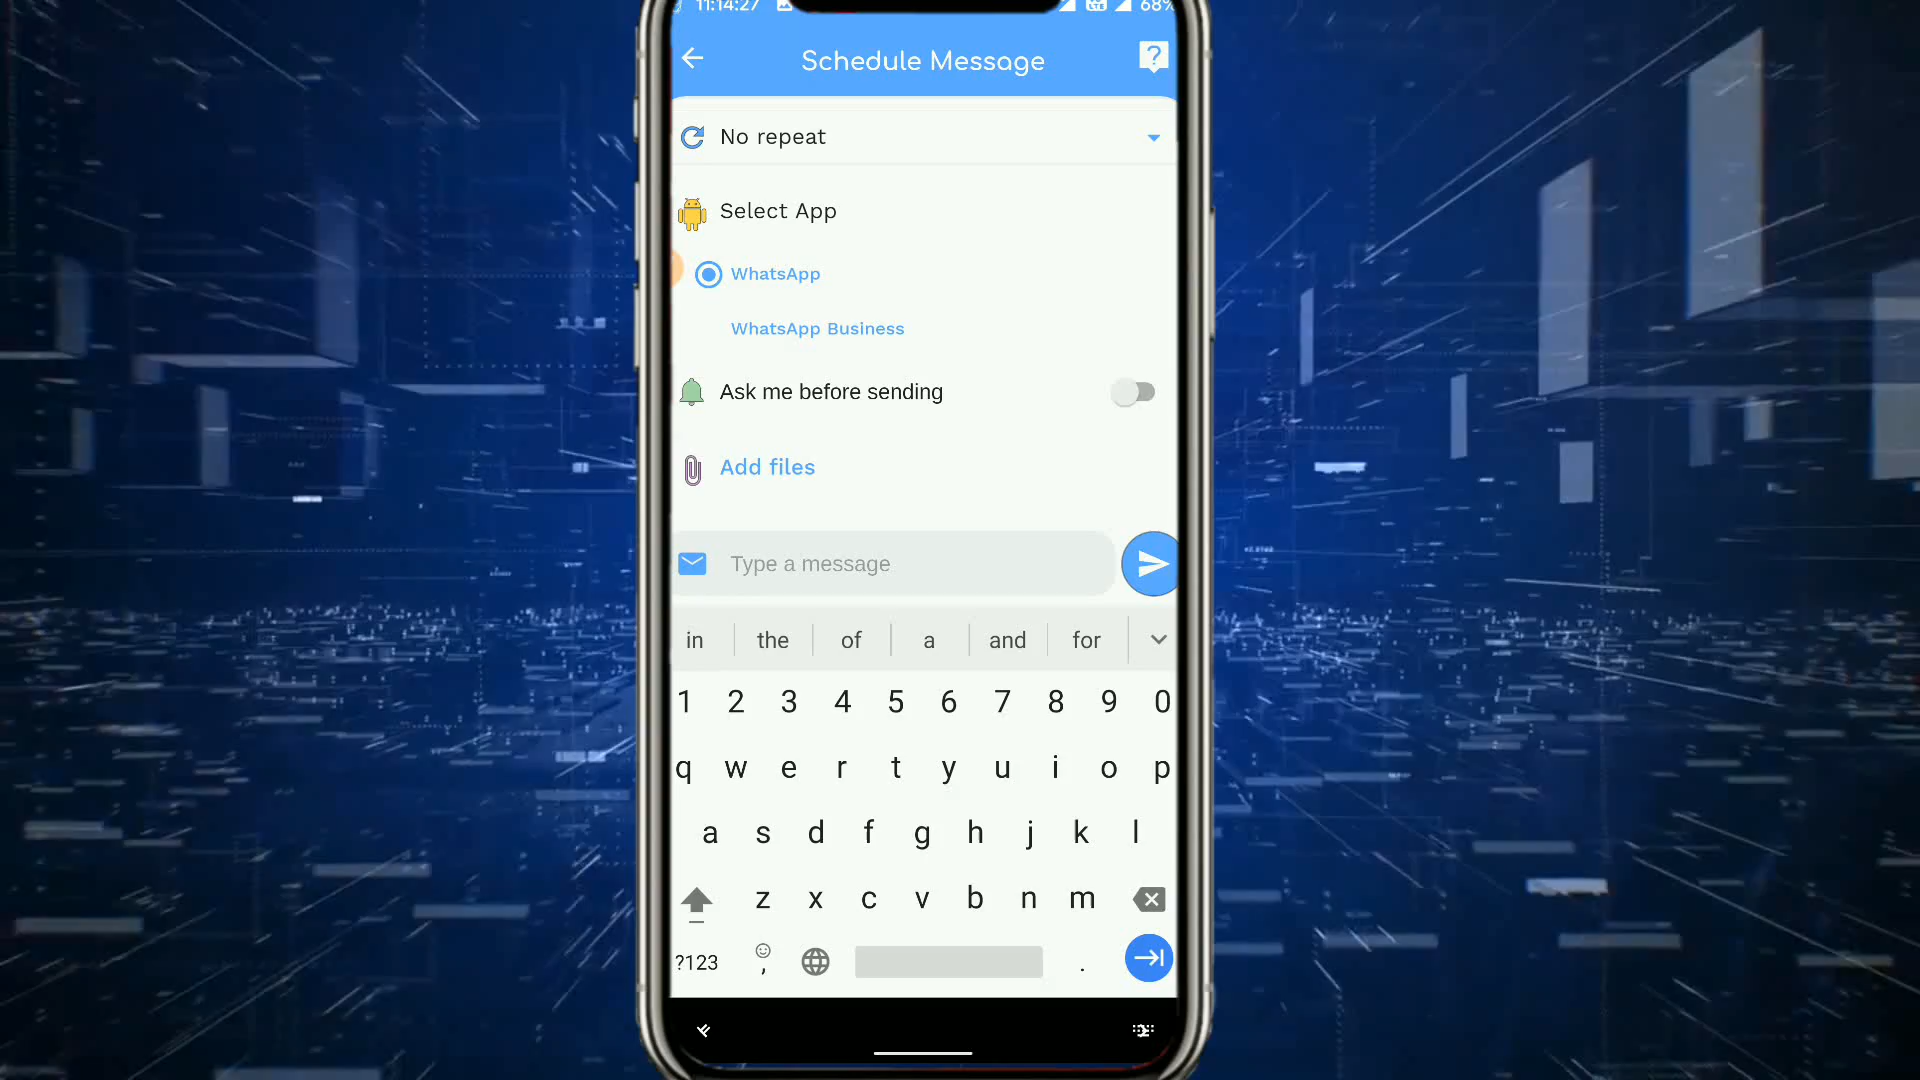 11:14:27 68%
Schedule Message
?
No repeat
Select App
WhatsApp
WhatsApp Business
Ask me before sending
Add files
Type a message
in the of a and for
1 2 3 4 5 6 7 8 9 0
q w e r t y u i o p
a s d f g h j k l
z x c v b n m
?123 , .